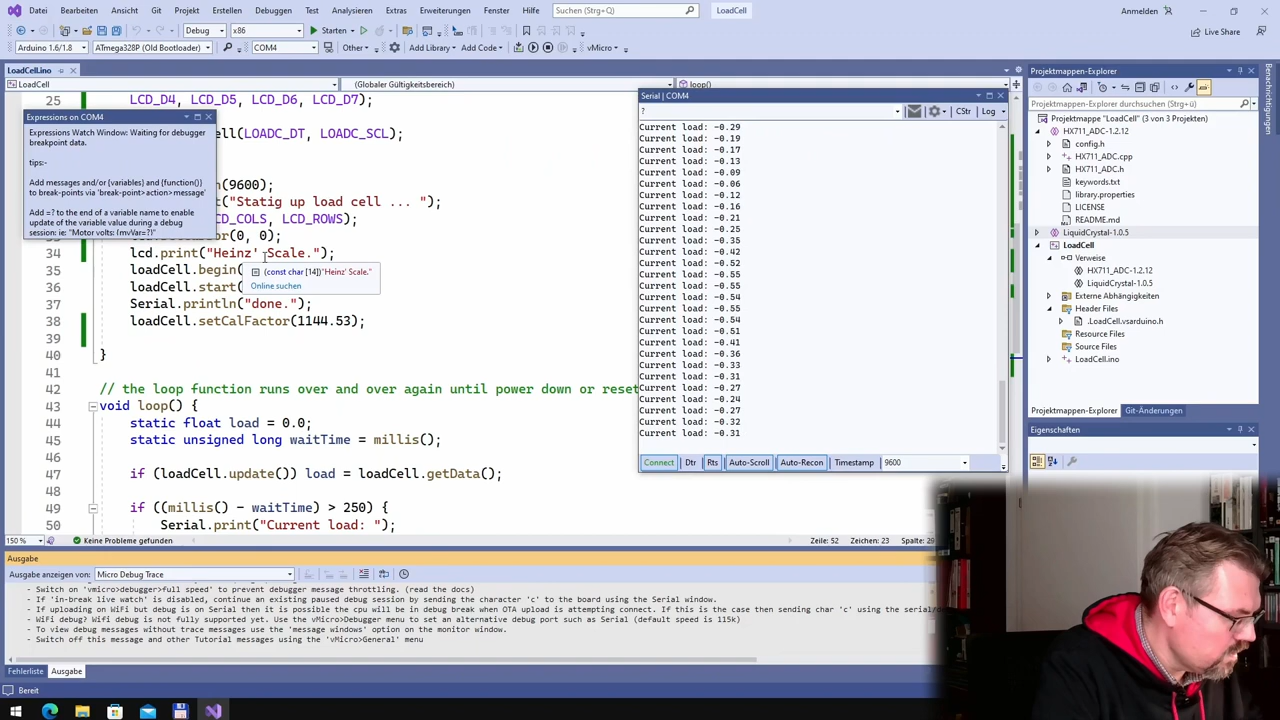 Datei Bearbeiten Ansicht Git Projekt Erstellen Debuggen Test Analysieren Extras Erweiterungen Fenster Hilfe Suchen (Strg+Q) LoadCell Anmelden
Debug x86 Starten Live Share
Arduino 1.6/1.8 ATmega328P (Old Bootloader) COM4 Other Add Library Add Code vMicro
LoadCell.ino
LoadCell (Globaler Gültigkeitsbereich) loop()
25 LCD_D4, LCD_D5, LCD_D6, LCD_D7);
ell(LOADC_DT, LOADC_SCL);
Expressions on COM4
Expressions Watch Window: Waiting for debugger
breakpoint data.
tips:-
Add messages and/or {variables} and {function()}
to break-points via 'break-point>action>message'
Add =? to the end of a variable name to enable
update of the variable value during a debug
session: ie: "Motor volts: {mvVar=?}"
n(9600);
t("Statig up load cell ... ");
CD_COLS, LCD_ROWS);
or(0, 0);
34 lcd.print("Heinz' Scale.");
35 loadCell.begin(
36 loadCell.start(
37 Serial.println("done.");
38 loadCell.setCalFactor(1144.53);
39
40 }
41
42 // the loop function runs over and over again until power down or reset
43 void loop() {
44 static float load = 0.0;
45 static unsigned long waitTime = millis();
46
47 if (loadCell.update()) load = loadCell.getData();
48
49 if ((millis() - waitTime) > 250) {
50 Serial.print("Current load: ");
(const char [14])"Heinz' Scale."
Online suchen
150 % Keine Probleme gefunden Zeile: 52 Zeichen: 23 Spalte: 29
Serial | COM4
? CStr Log
Current load: -0.29
Current load: -0.19
Current load: -0.17
Current load: -0.13
Current load: -0.09
Current load: -0.06
Current load: -0.12
Current load: -0.16
Current load: -0.21
Current load: -0.25
Current load: -0.35
Current load: -0.42
Current load: -0.52
Current load: -0.55
Current load: -0.55
Current load: -0.54
Current load: -0.55
Current load: -0.54
Current load: -0.51
Current load: -0.41
Current load: -0.36
Current load: -0.33
Current load: -0.31
Current load: -0.27
Current load: -0.24
Current load: -0.27
Current load: -0.32
Current load: -0.31
Connect Dtr Rts Auto-Scroll Auto-Recon Timestamp 9600
Projektmappen-Explorer
Projektmappen-Explorer durchsuchen (Strg+ü)
Projektmappe "LoadCell" (3 von 3 Projekten)
HX711_ADC-1.2.12
config.h
HX711_ADC.cpp
HX711_ADC.h
keywords.txt
library.properties
LICENSE
README.md
LiquidCrystal-1.0.5
LoadCell
Verweise
HX711_ADC-1.2.12
LiquidCrystal-1.0.5
Externe Abhängigkeiten
Header Files
.LoadCell.vsarduino.h
Resource Files
Source Files
LoadCell.ino
Projektmappen-Explorer Git-Änderungen
Eigenschaften
Benachrichtigungen
Ausgabe
Ausgabe anzeigen von: Micro Debug Trace
- Switch on 'vmicro>debugger>full speed' to prevent debugger message throttling. (read the docs)
- If 'in-break live watch' is disabled, continue an existing paused debug session by sending the character 'c' to the board using the Serial window.
- If uploading on WiFi but debug is on Serial then it is possible the cpu will be in debug break when OTA upload is attempting connect. If this is the case then sending char 'c' using the serial/de
- WiFi debug? Wifi debug is not fully supported yet. Use the vMicro>Debugger menu to set an alternative debug port such as Serial (default speed is 115k)
- To view debug messages without trace messages use the 'message windows' option on the monitor window.
- Switch off this message and other Tutorial messages using the 'vMicro>General' menu
Fehlerliste Ausgabe
Bereit